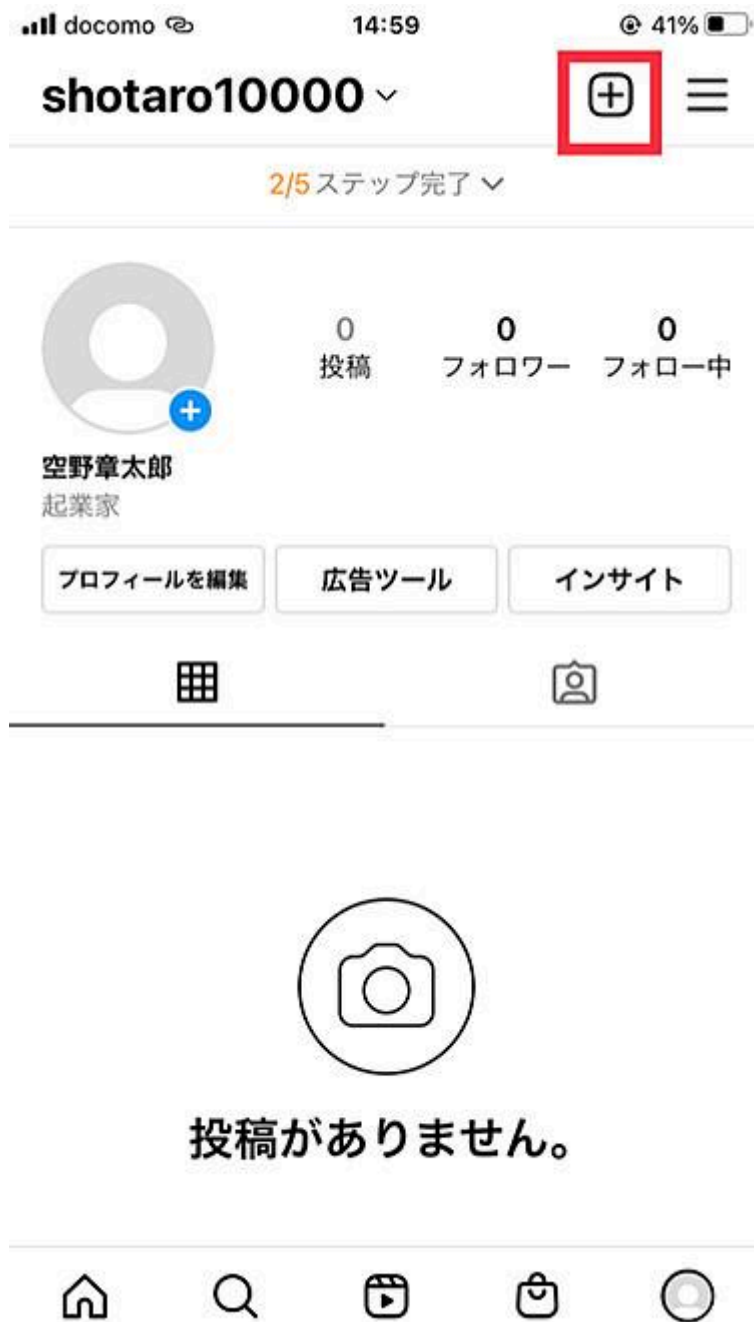 docomo 14:59 41%
shotaro10000
2/5 ステップ完了
0 0 0
投稿 フォロワー フォロー中
空野章太郎
起業家
プロフィールを編集 広告ツール インサイト
投稿がありません。